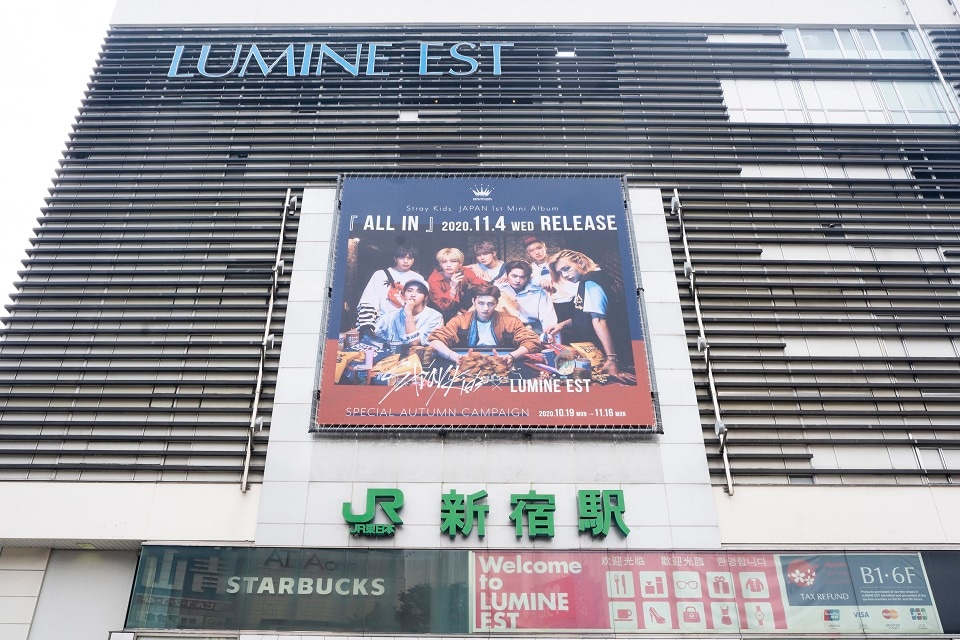 LUMINE EST
Stray Kids JAPAN 1st Mini Album
『ALL IN』2020.11.4 WED RELEASE
Stray Kids × LUMINE EST
SPECIAL AUTUMN CAMPAIGN 2020.10.19 MON -11.16 MON
JR 新宿駅
JR東日本
STARBUCKS
Welcome
to
LUMINE
EST
欢迎光临 歡迎光臨 환영합니다
TAX REFUND
B1·6F
VISA